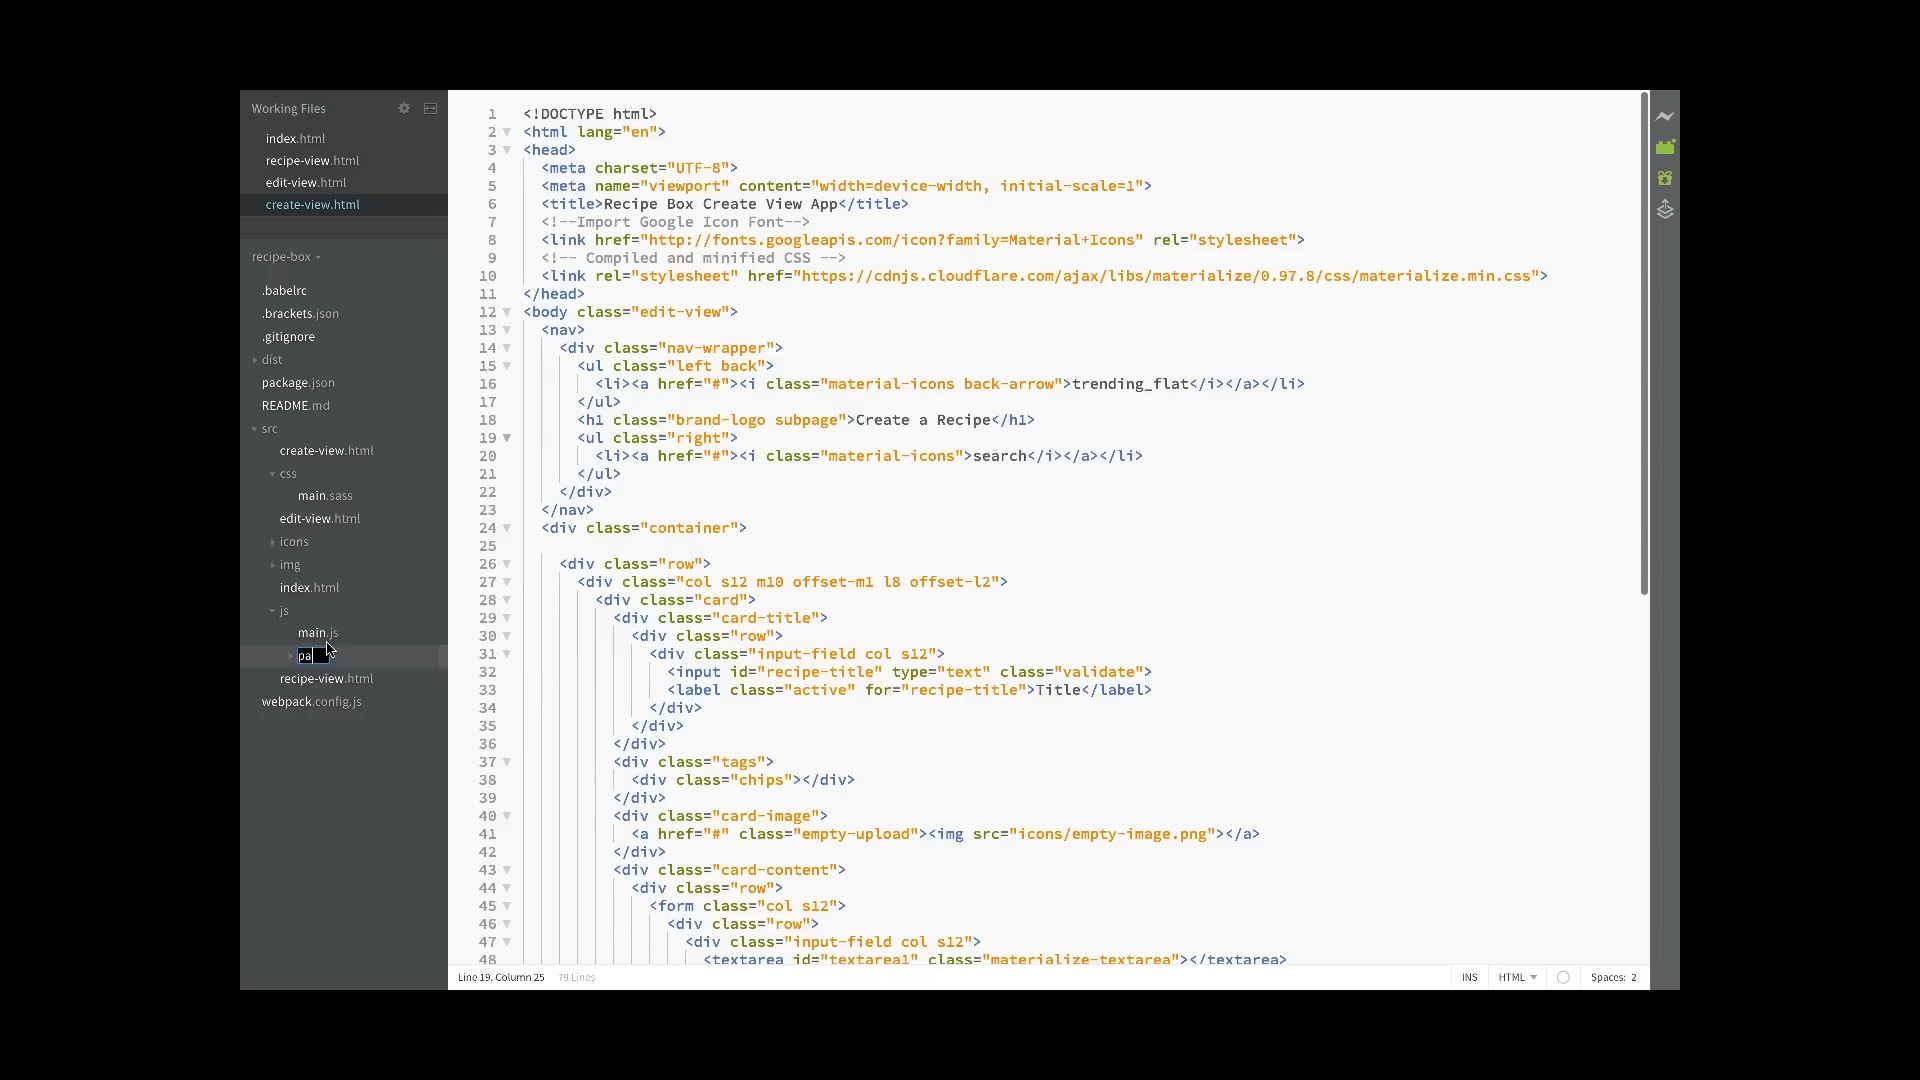 Working Files
index.html
recipe-view.html
edit-view.html
create-view.html
recipe-box
.babelrc
.brackets.json
.gitignore
dist
package.json
README.md
src
create-view.html
css
main.sass
edit-view.html
icons
img
index.html
js
main.js
pa
recipe-view.html
webpack.config.js
1 <!DOCTYPE html>
2 <html lang="en">
3 <head>
4 <meta charset="UTF-8">
5 <meta name="viewport" content="width=device-width, initial-scale=1">
6 <title>Recipe Box Create View App</title>
7 <!--Import Google Icon Font-->
8 <link href="http://fonts.googleapis.com/icon?family=Material+Icons" rel="stylesheet">
9 <!-- Compiled and minified CSS -->
10 <link rel="stylesheet" href="https://cdnjs.cloudflare.com/ajax/libs/materialize/0.97.8/css/materialize.min.css">
11 </head>
12 <body class="edit-view">
13 <nav>
14 <div class="nav-wrapper">
15 <ul class="left back">
16 <li><a href="#"><i class="material-icons back-arrow">trending_flat</i></a></li>
17 </ul>
18 <h1 class="brand-logo subpage">Create a Recipe</h1>
19 <ul class="right">
20 <li><a href="#"><i class="material-icons">search</i></a></li>
21 </ul>
22 </div>
23 </nav>
24 <div class="container">
25
26 <div class="row">
27 <div class="col s12 m10 offset-m1 l8 offset-l2">
28 <div class="card">
29 <div class="card-title">
30 <div class="row">
31 <div class="input-field col s12">
32 <input id="recipe-title" type="text" class="validate">
33 <label class="active" for="recipe-title">Title</label>
34 </div>
35 </div>
36 </div>
37 <div class="tags">
38 <div class="chips"></div>
39 </div>
40 <div class="card-image">
41 <a href="#" class="empty-upload"><img src="icons/empty-image.png"></a>
42 </div>
43 <div class="card-content">
44 <div class="row">
45 <form class="col s12">
46 <div class="row">
47 <div class="input-field col s12">
48 <textarea id="textarea1" class="materialize-textarea"></textarea>
Line 19, Column 25 79 Lines INS HTML Spaces: 2